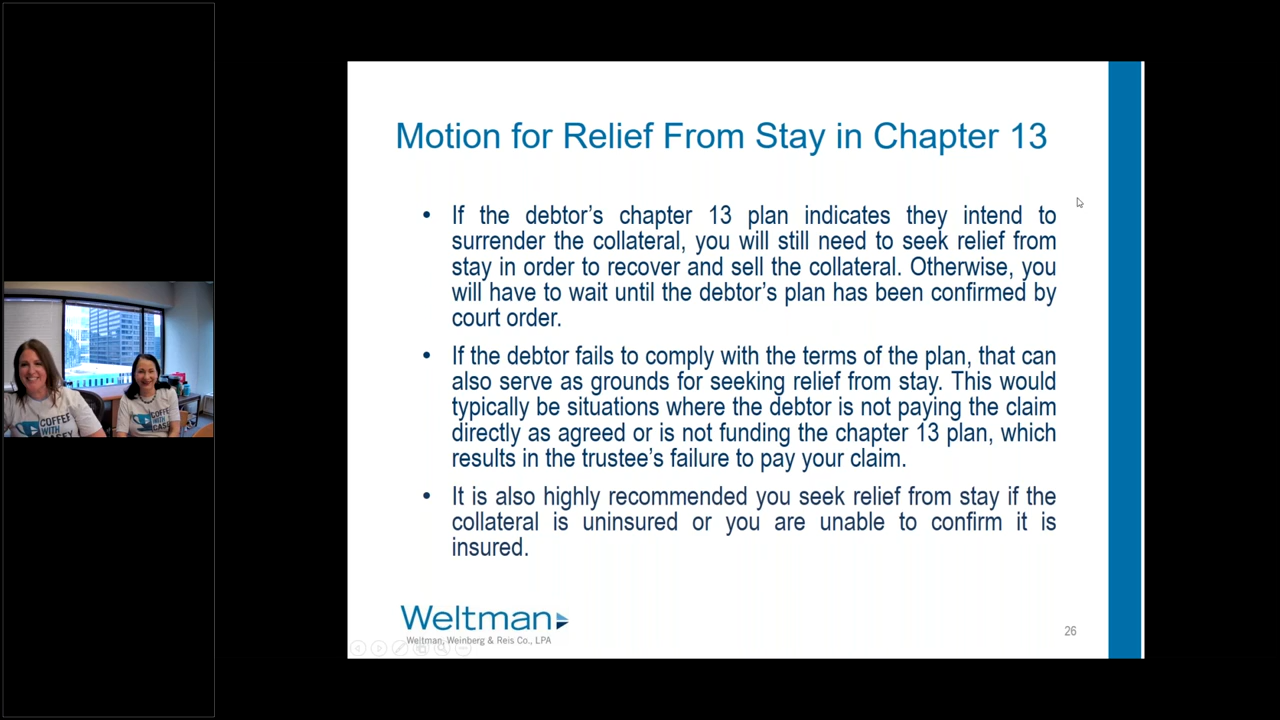 Motion for Relief From Stay in Chapter 13
• If the debtor's chapter 13 plan indicates they intend to
surrender the collateral, you will still need to seek relief from
stay in order to recover and sell the collateral. Otherwise, you
will have to wait until the debtor's plan has been confirmed by
court order.
• If the debtor fails to comply with the terms of the plan, that can
also serve as grounds for seeking relief from stay. This would
typically be situations where the debtor is not paying the claim
directly as agreed or is not funding the chapter 13 plan, which
results in the trustee's failure to pay your claim.
• It is also highly recommended you seek relief from stay if the
collateral is uninsured or you are unable to confirm it is
insured.
Weltman
Weltman, Weinberg & Reis Co., LPA
26
COFFEE
WITH
COFFEE
WITH